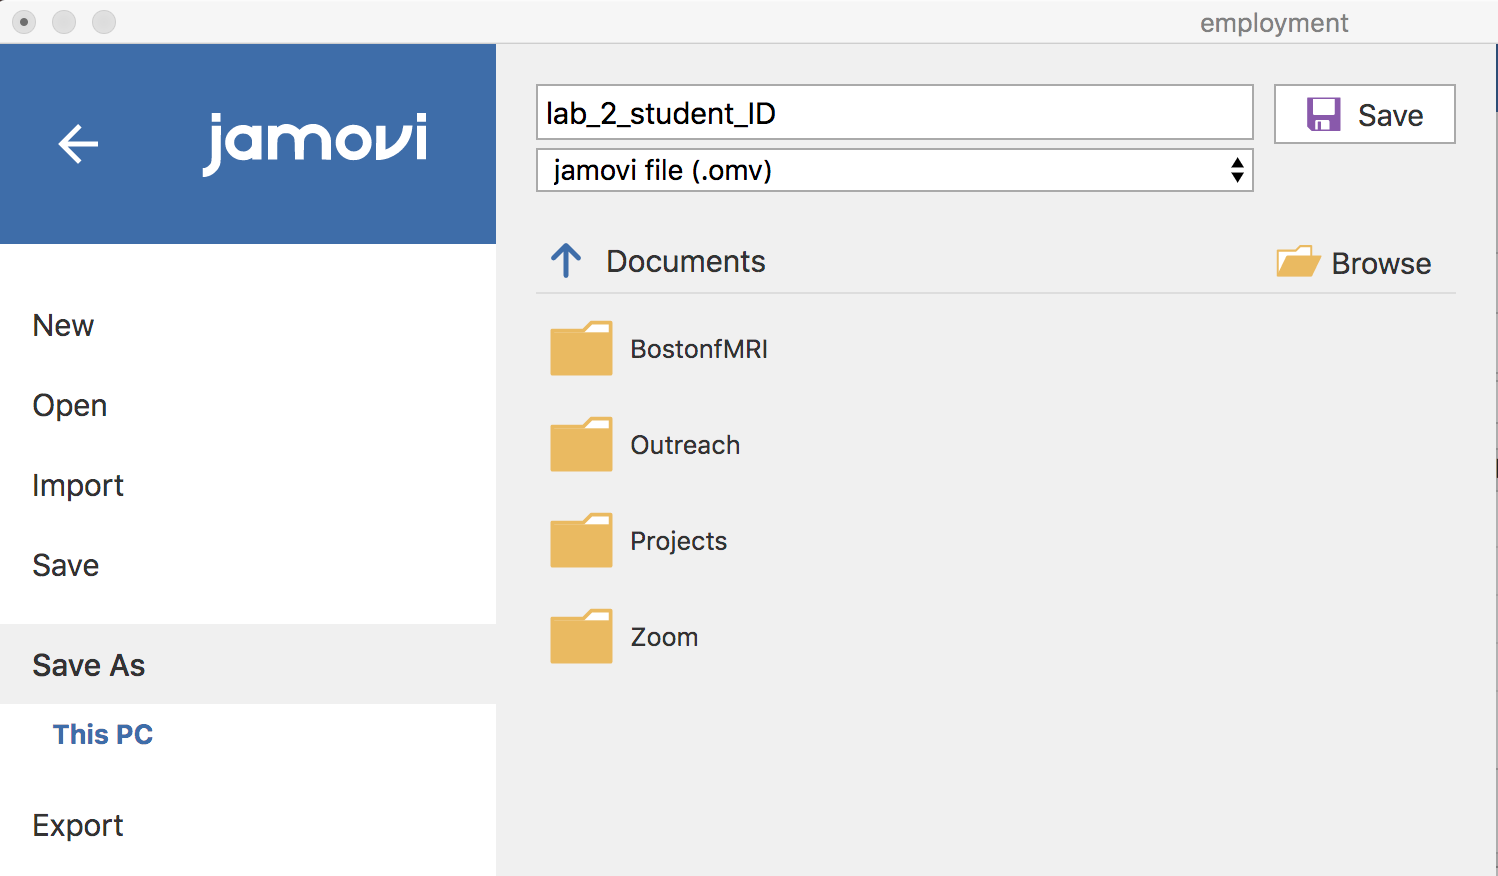 employment
jamovi
New
Open
Import
Save
Save As
This PC
Export
lab_2_student_ID
Save
jamovi file (.omv)
Documents
Browse
BostonfMRI
Outreach
Projects
Zoom